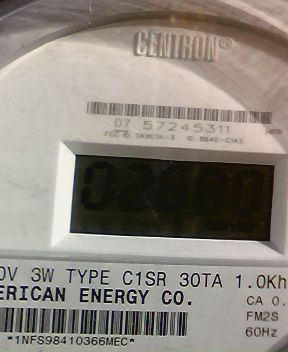 CENTRON®
07 57245311
0V 3W TYPE C1SR 30TA 1.0Kh
ERICAN ENERGY CO.
CA 0.
FM2S
60Hz
*1NFS98410366MEC*